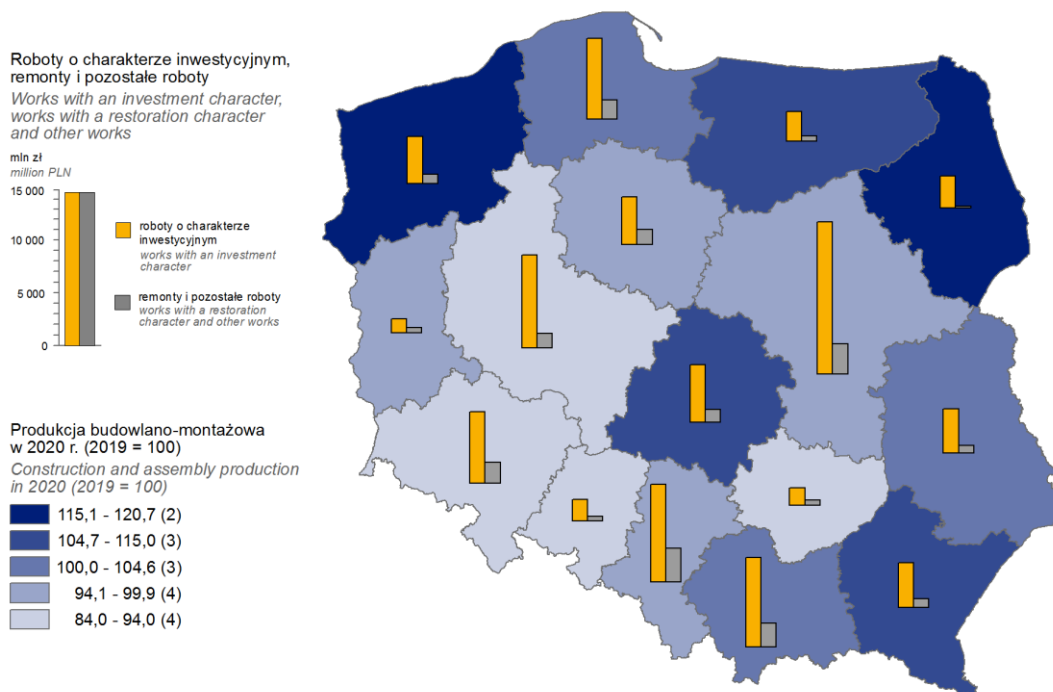 Roboty o charakterze inwestycyjnym,
remonty i pozostałe roboty
Works with an investment character,
works with a restoration character
and other works
mln zł
million PLN
15 000
10 000
5 000
0
roboty o charakterze
inwestycyjnym
works with an investment
character
remonty i pozostałe roboty
works with a restoration
character and other works
Produkcja budowlano-montażowa
w 2020 r. (2019 = 100)
Construction and assembly production
in 2020 (2019 = 100)
115,1 - 120,7 (2)
104,7 - 115,0 (3)
100,0 - 104,6 (3)
94,1 - 99,9 (4)
84,0 - 94,0 (4)